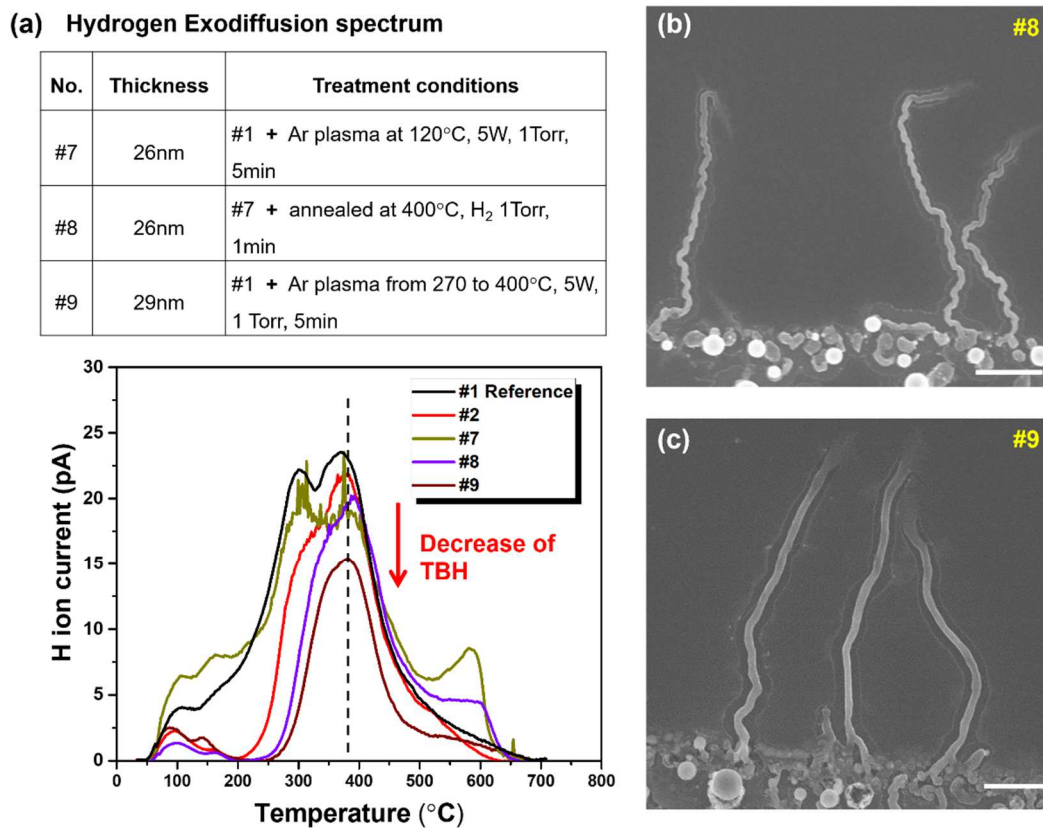 (a) Hydrogen Exodiffusion spectrum
No. Thickness Treatment conditions
#7 26nm #1 + Ar plasma at 120°C, 5W, 1Torr,
5min
#8 26nm #7 + annealed at 400°C, H₂ 1Torr,
1min
#9 29nm #1 + Ar plasma from 270 to 400°C, 5W,
1 Torr, 5min
H ion current (pA)
30
25
20
15
10
5
0
#1 Reference
#2
#7
#8
#9
Decrease of
TBH
0 100 200 300 400 500 600 700 800
Temperature (°C)
(b) #8
(c) #9